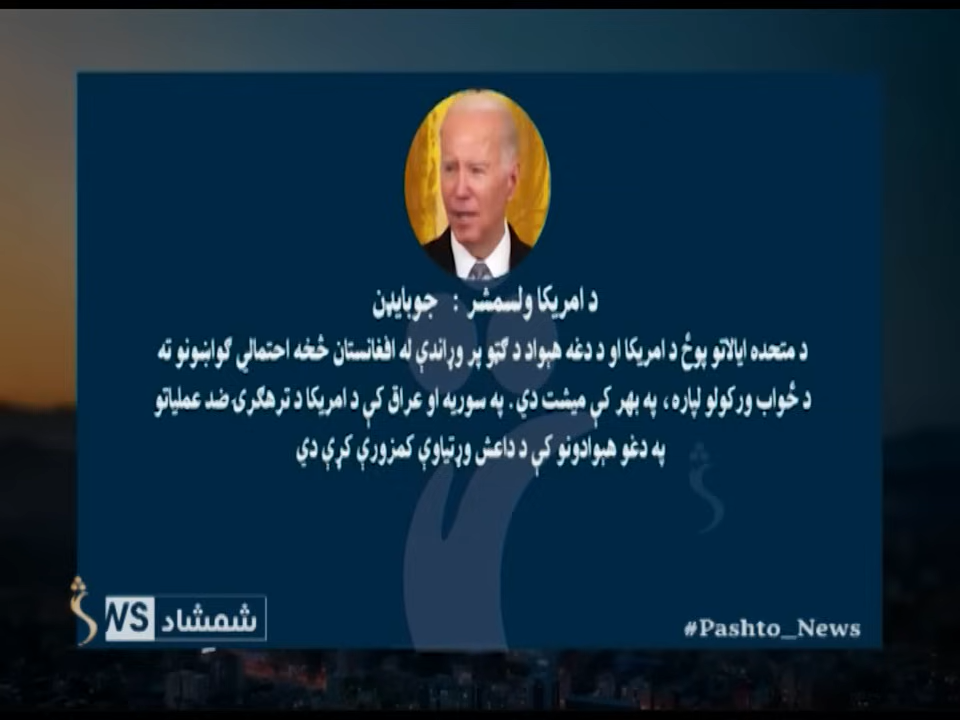 د امریکا ولسمشر : جوبایډن
د متحده ایالاتو پوځ د امریکا او د دغه هېواد د ګټو پر وړاندې له افغانستان څخه احتمالي ګواښونو ته
د ځواب ورکولو لپاره ، په بهر کې میشت دي . په سوریه او عراق کې د امریکا د ترهګرۍ ضد عملیاتو
په دغو هېوادونو کې د داعش وړتیاوې کمزورې کړې دي
WS شمشاد
#Pashto_News